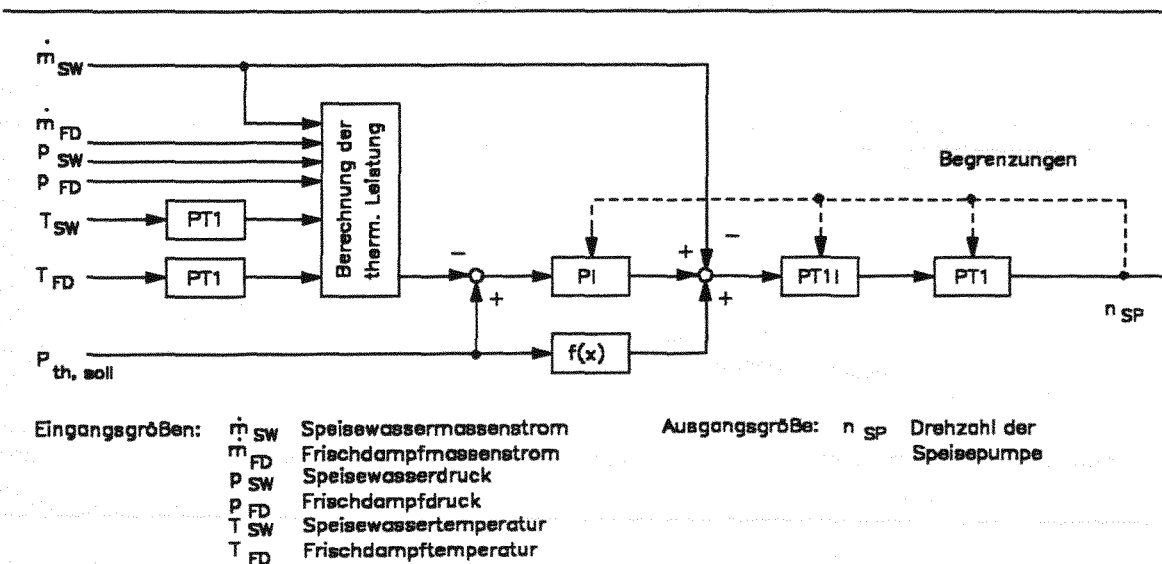 ṁ SW
ṁ FD
p SW
p FD
T SW
PT1
T FD
PT1
Berechnung der
therm. Leistung
Begrenzungen
−
+
PI
+
−
+
PT1I
PT1
n SP
P th, soll
f(x)
Eingangsgrößen: ṁ SW Speisewassermassenstrom
ṁ FD Frischdampfmassenstrom
p SW Speisewasserdruck
p FD Frischdampfdruck
T SW Speisewassertemperatur
T FD Frischdampftemperatur
Ausgangsgröße: n SP Drehzahl der
Speisepumpe